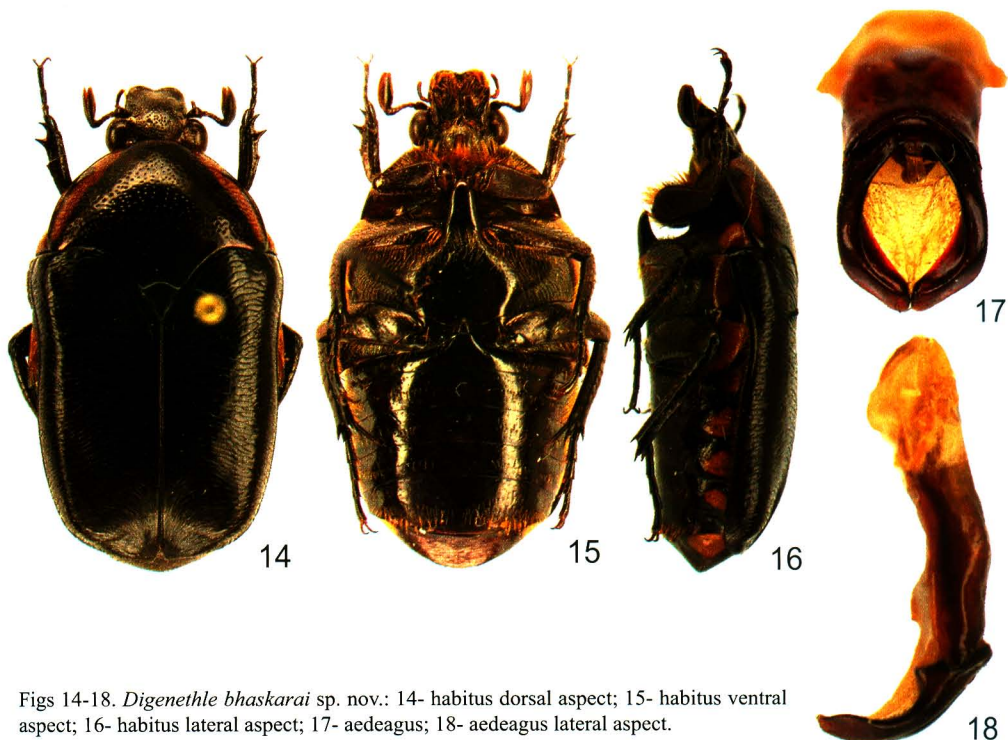 14
15
16
17
18
Figs 14-18. Digenethle bhaskarai sp. nov.: 14- habitus dorsal aspect; 15- habitus ventral
aspect; 16- habitus lateral aspect; 17- aedeagus; 18- aedeagus lateral aspect.